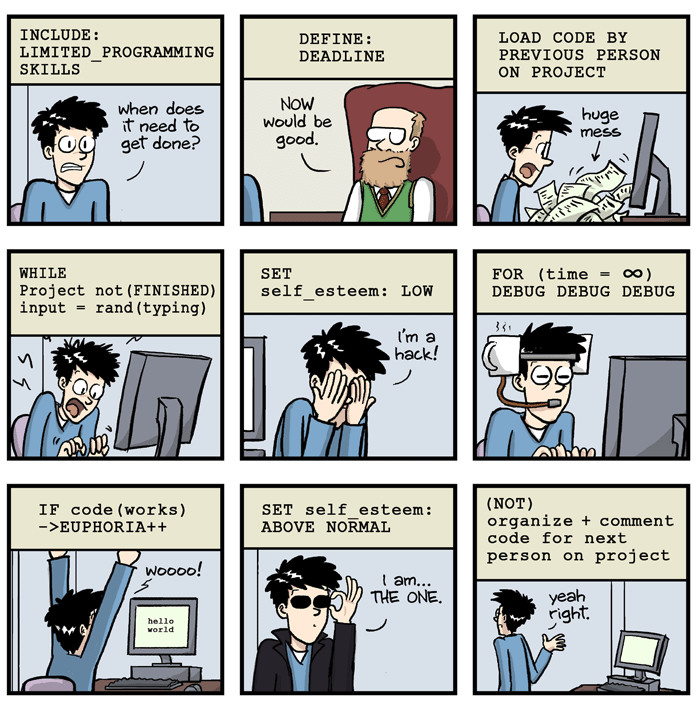 INCLUDE:
LIMITED_PROGRAMMING
SKILLS
when does
it need to
get done?
DEFINE:
DEADLINE
NOW
would be
good.
LOAD CODE BY
PREVIOUS PERSON
ON PROJECT
huge
mess
WHILE
Project not(FINISHED)
input = rand(typing)
SET
self_esteem: LOW
I'm a
hack!
FOR (time = ∞)
DEBUG DEBUG DEBUG
IF code(works)
->EUPHORIA++
woooo!
hello
world
SET self_esteem:
ABOVE NORMAL
I am...
THE ONE.
(NOT)
organize + comment
code for next
person on project
yeah
right.